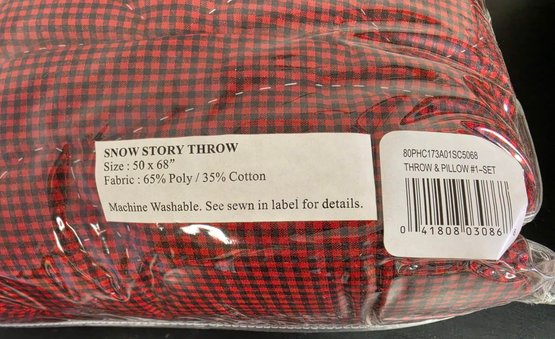 SNOW STORY THROW
Size : 50 x 68”
Fabric : 65% Poly / 35% Cotton
Machine Washable. See sewn in label for details.
80PHC173A01SC5068
THROW & PILLOW #1-SET
0 41808 03086